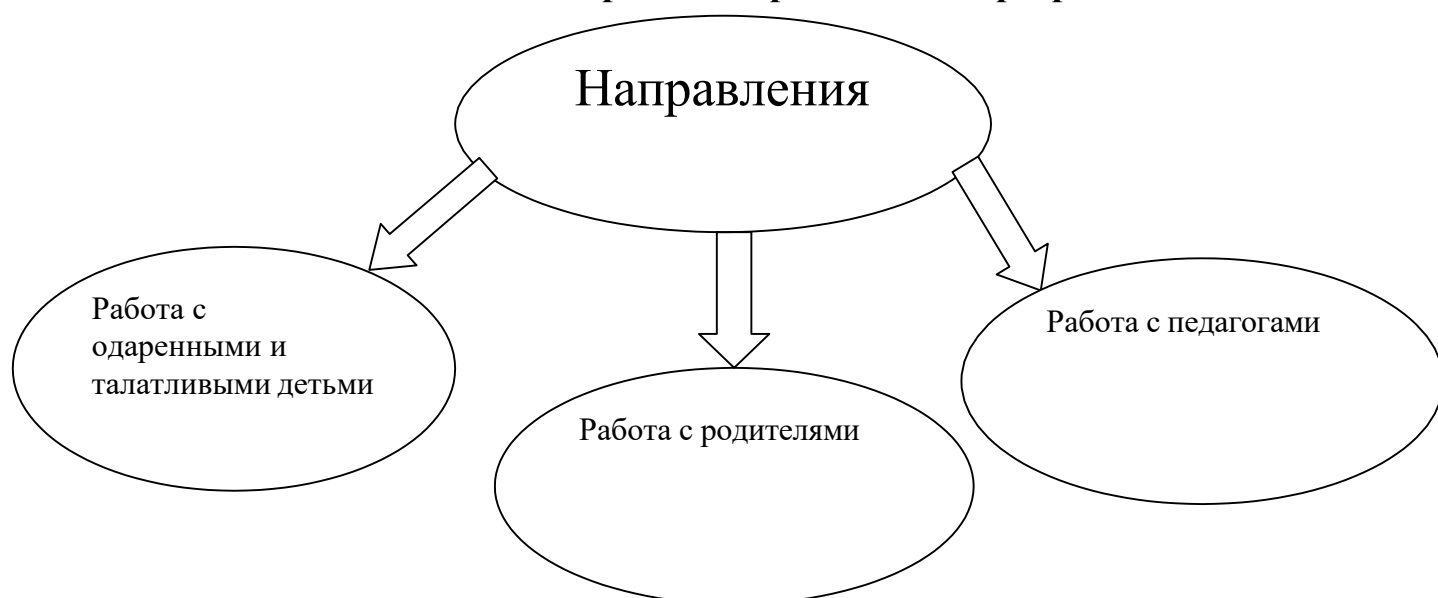 Направления
Работа с
одаренными и
талатливыми детьми
Работа с родителями
Работа с педагогами